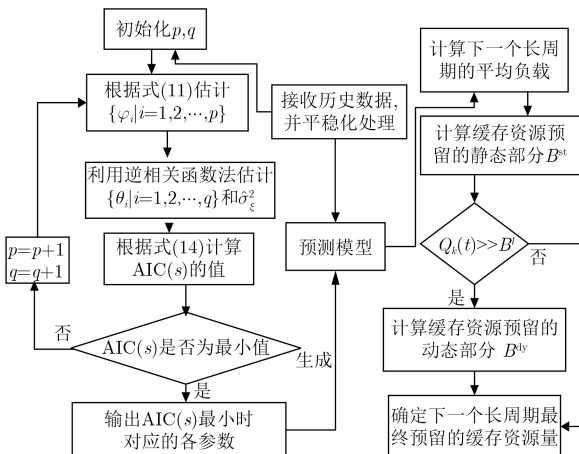 初始化p,q
根据式(11)估计
{φᵢ|i=1,2,⋯,p}
利用逆相关函数法估计
{θᵢ|i=1,2,⋯,q}和σ̂²_ξ
p=p+1
q=q+1
根据式(14)计算
AIC(s)的值
否
AIC(s)是否为最小值
是
输出AIC(s)最小时
对应的各参数
接收历史数据,
并平稳化处理
预测模型
生成
计算下一个长周
期的平均负载
计算缓存资源预
留的静态部分Bˢᵗ
Qₖ(t)>>Bˡ
否
是
计算缓存资源预留的
动态部分 Bᵈʸ
确定下一个长周期最
终预留的缓存资源量